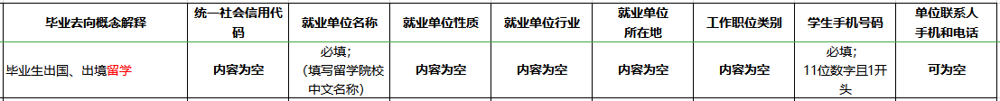 毕业去向概念解释
统一社会信用代
码
就业单位名称
就业单位性质
就业单位行业
就业单位
所在地
工作职位类别
学生手机号码
单位联系人
手机和电话
毕业生出国、出境留学
内容为空
必填；
（填写留学院校
中文名称）
内容为空
内容为空
内容为空
内容为空
必填；
11位数字且1开
头
可为空